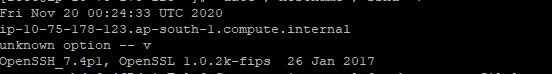 Fri Nov 20 00:24:33 UTC 2020
ip-10-75-178-123.ap-south-1.compute.internal
unknown option -- v
OpenSSH_7.4p1, OpenSSL 1.0.2k-fips  26 Jan 2017